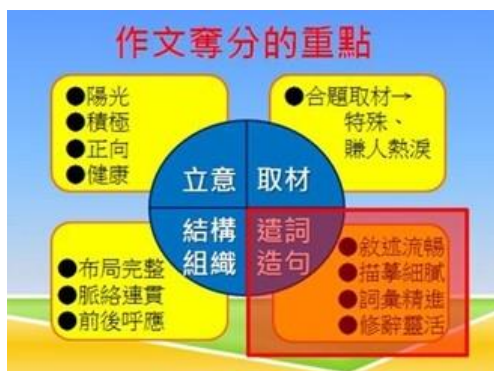 作文奪分的重點
●陽光
●積極
●正向
●健康
●合題取材→
特殊、
賺人熱淚
立意
取材
結構
組織
遣詞
造句
●布局完整
●脈絡連貫
●前後呼應
●敘述流暢
●描摹細膩
●詞彙精進
●修辭靈活